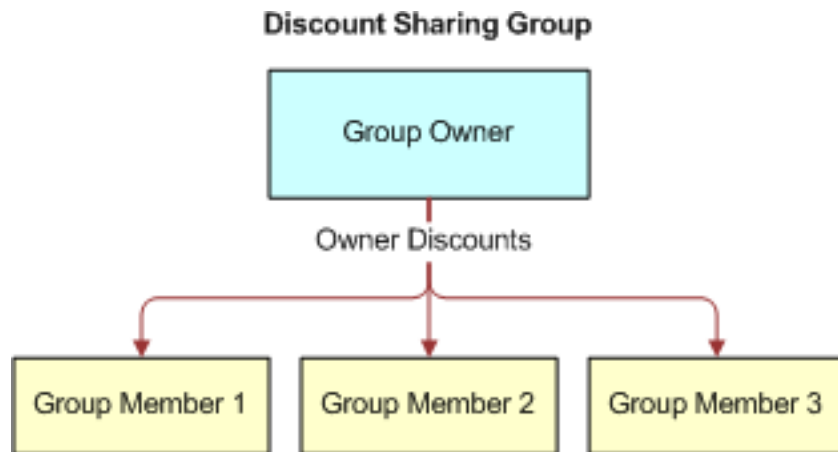 Discount Sharing Group
Group Owner
Owner Discounts
Group Member 1
Group Member 2
Group Member 3